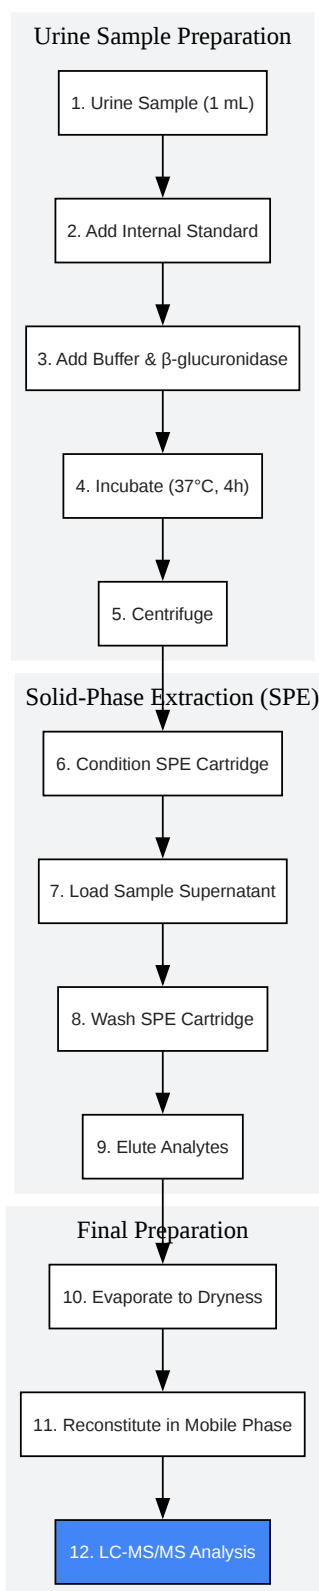 Urine Sample Preparation
1. Urine Sample (1 mL)
2. Add Internal Standard
3. Add Buffer & β-glucuronidase
4. Incubate (37°C, 4h)
5. Centrifuge
Solid-Phase Extraction (SPE)
6. Condition SPE Cartridge
7. Load Sample Supernatant
8. Wash SPE Cartridge
9. Elute Analytes
Final Preparation
10. Evaporate to Dryness
11. Reconstitute in Mobile Phase
12. LC-MS/MS Analysis